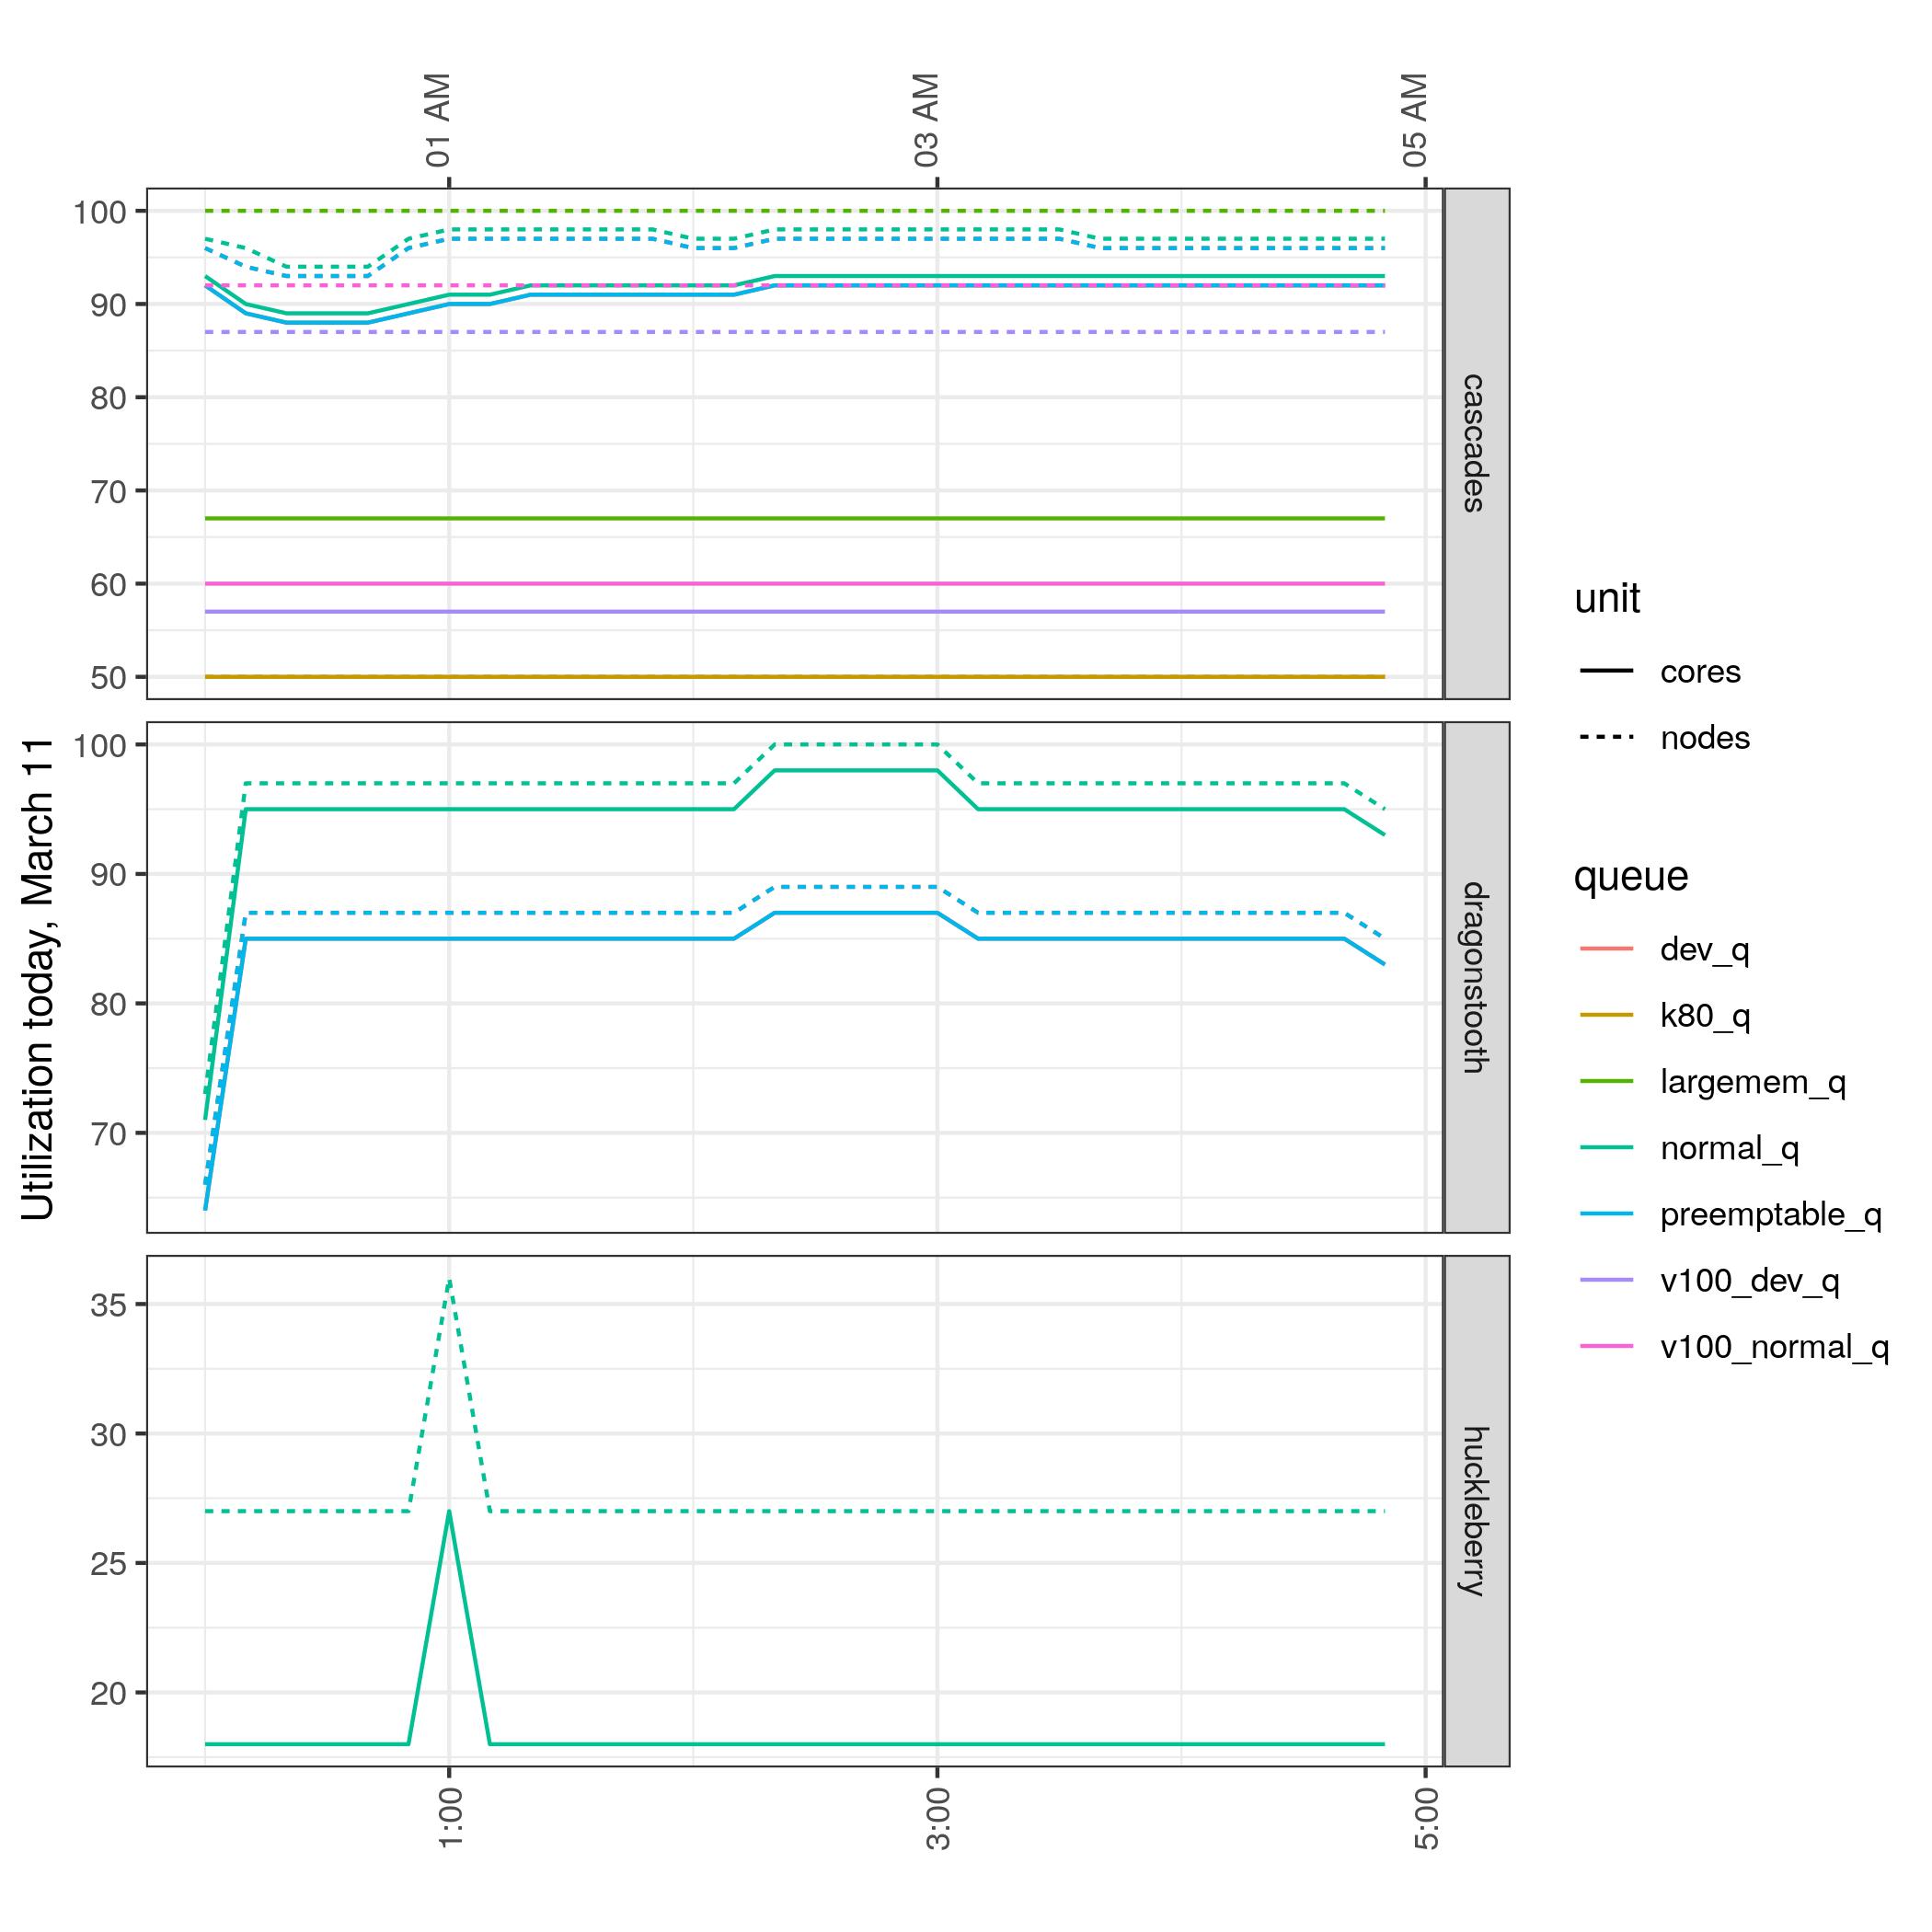 01 AM
03 AM
05 AM
Utilization today, March 11
100
90
80
70
60
50
cascades
100
90
80
70
dragonstooth
35
30
25
20
huckleberry
1:00
3:00
5:00
unit
cores
nodes
queue
dev_q
k80_q
largemem_q
normal_q
preemptable_q
v100_dev_q
v100_normal_q